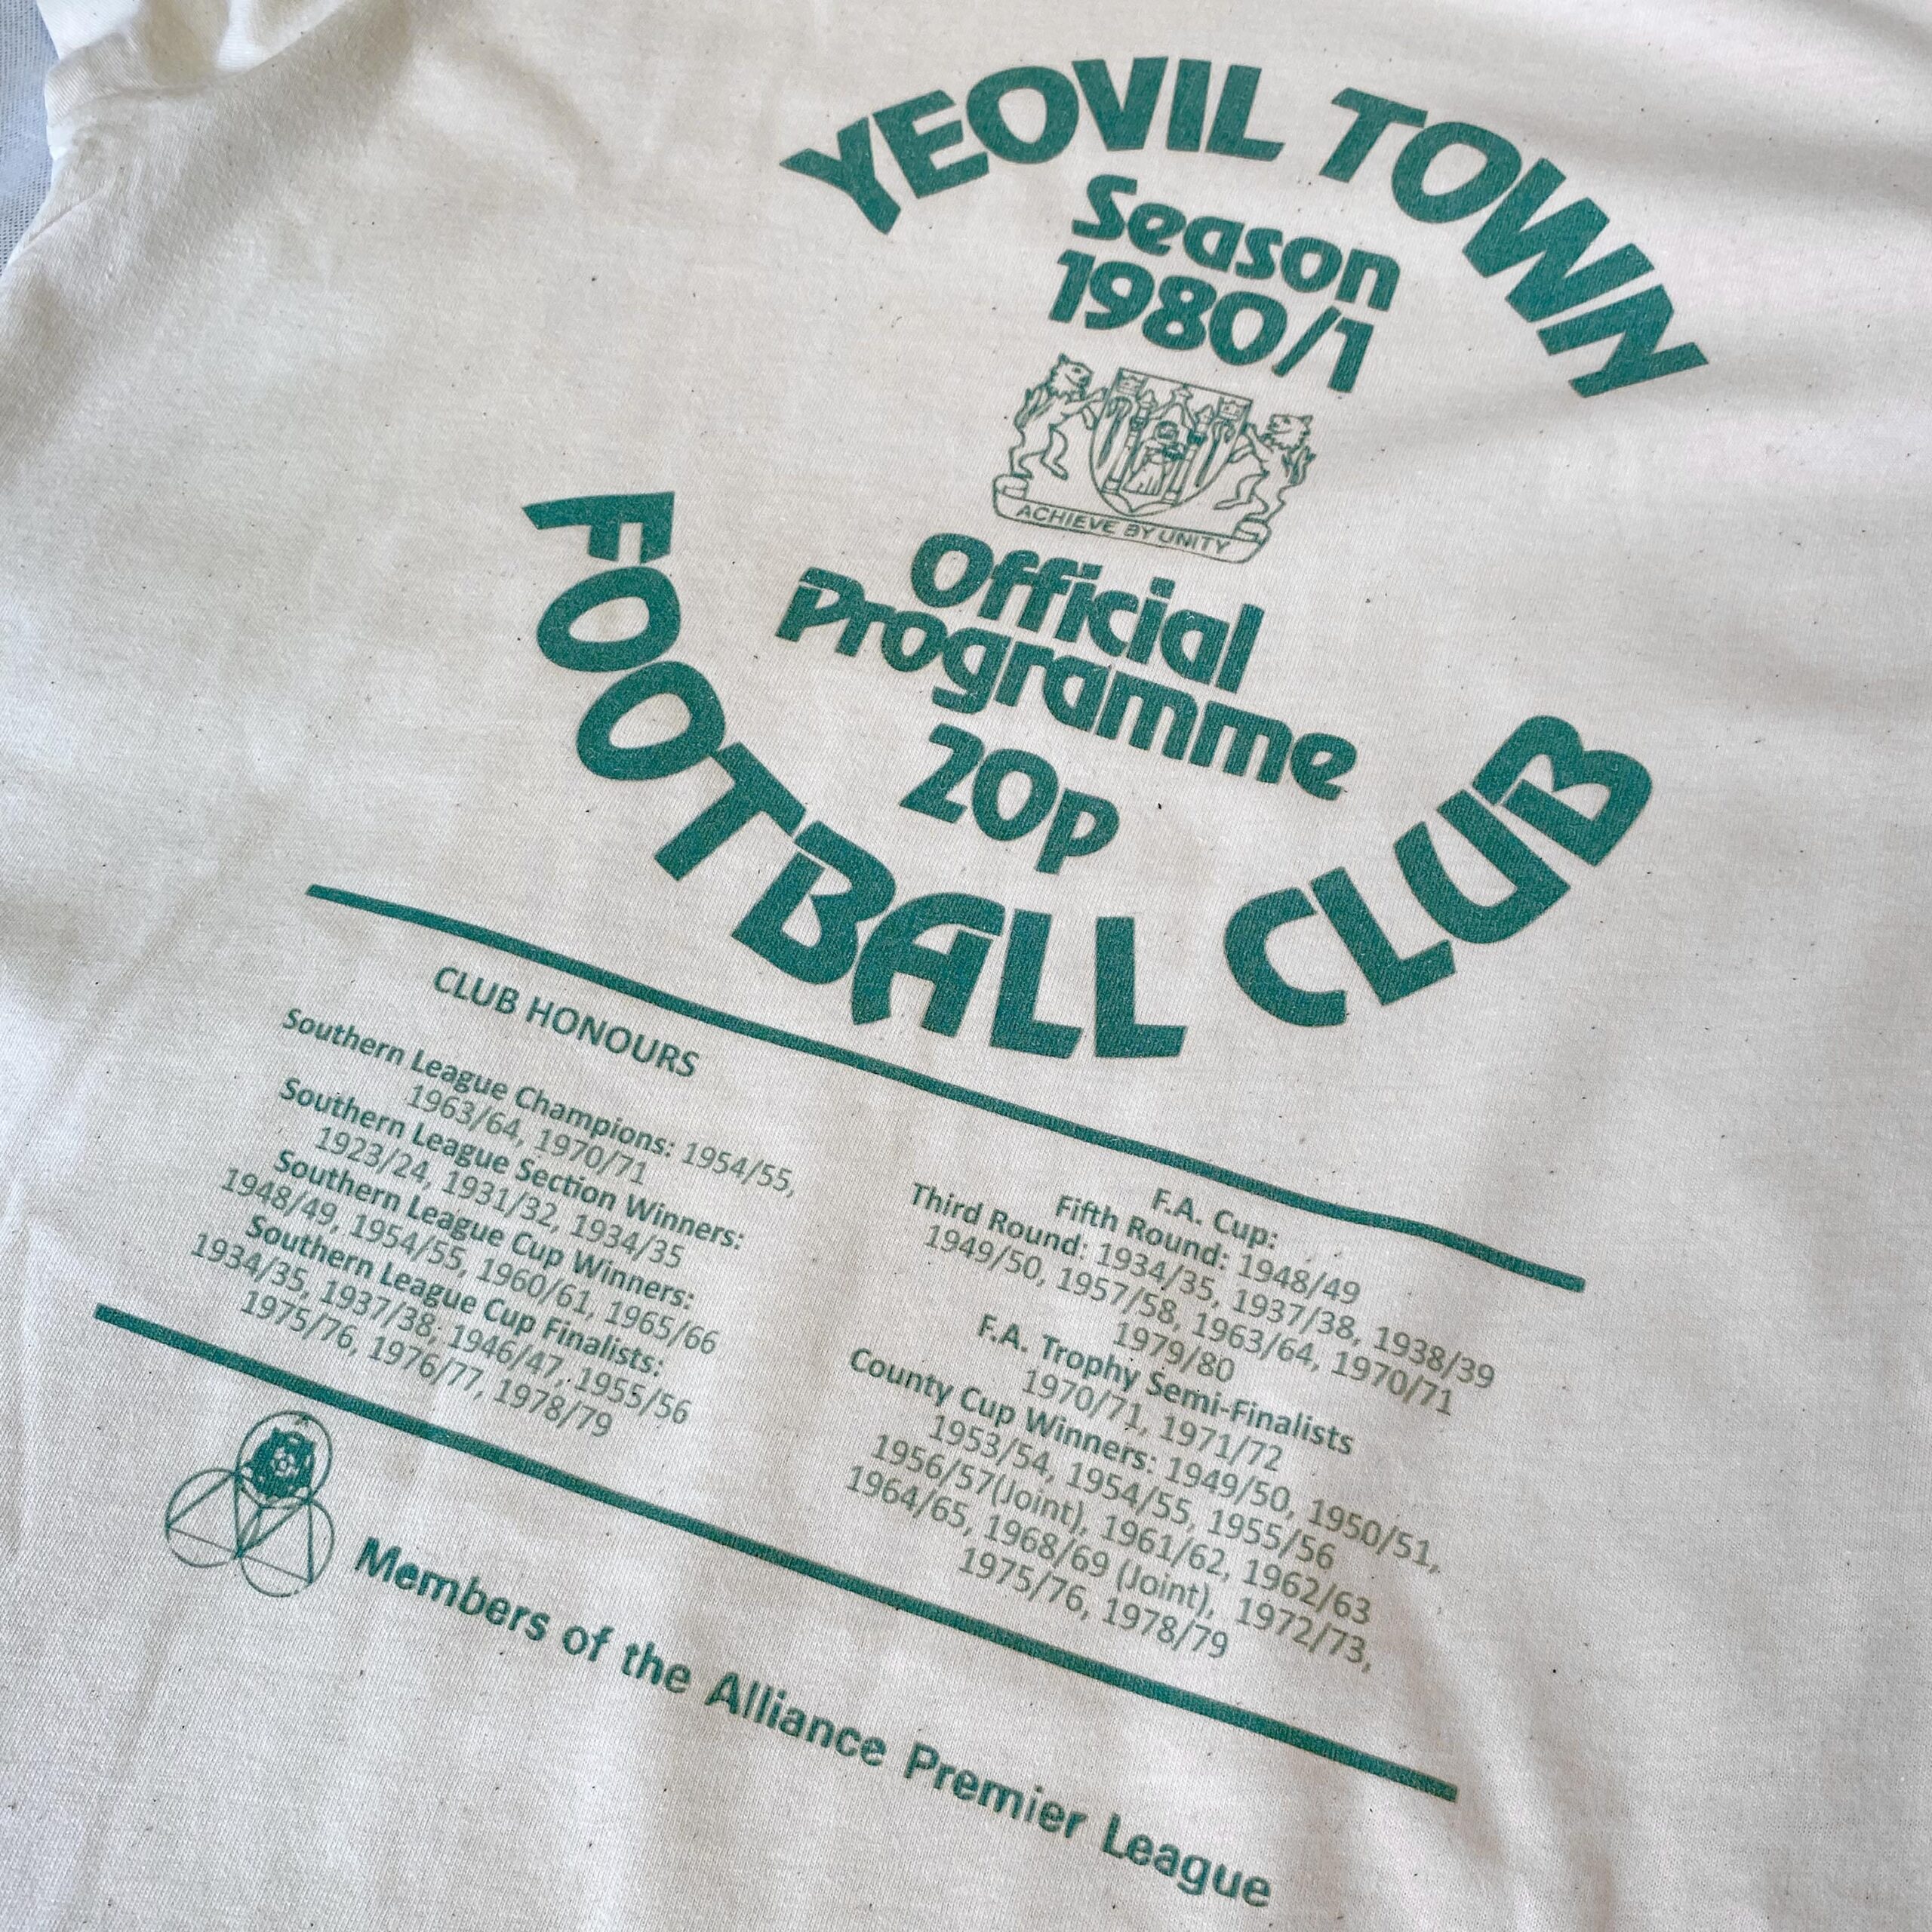 YEOVIL TOWN
Season
1980/1
ACHIEVE BY UNITY
Official
Programme
20p
FOOTBALL CLUB
CLUB HONOURS
Southern League Champions: 1954/55,
1963/64, 1970/71
Southern League Section Winners:
1923/24, 1931/32, 1934/35
Southern League Cup Winners:
1948/49, 1954/55, 1960/61, 1965/66
Southern League Cup Finalists:
1934/35, 1937/38; 1946/47, 1955/56
1975/76, 1976/77, 1978/79
F.A. Cup:
Fifth Round: 1948/49
Third Round: 1934/35, 1937/38, 1938/39
1949/50, 1957/58, 1963/64, 1970/71
1979/80
F.A. Trophy Semi-Finalists
1970/71, 1971/72
County Cup Winners: 1949/50, 1950/51,
1953/54, 1954/55, 1955/56
1956/57(Joint), 1961/62, 1962/63
1964/65, 1968/69 (Joint), 1972/73,
1975/76, 1978/79
Members of the Alliance Premier League